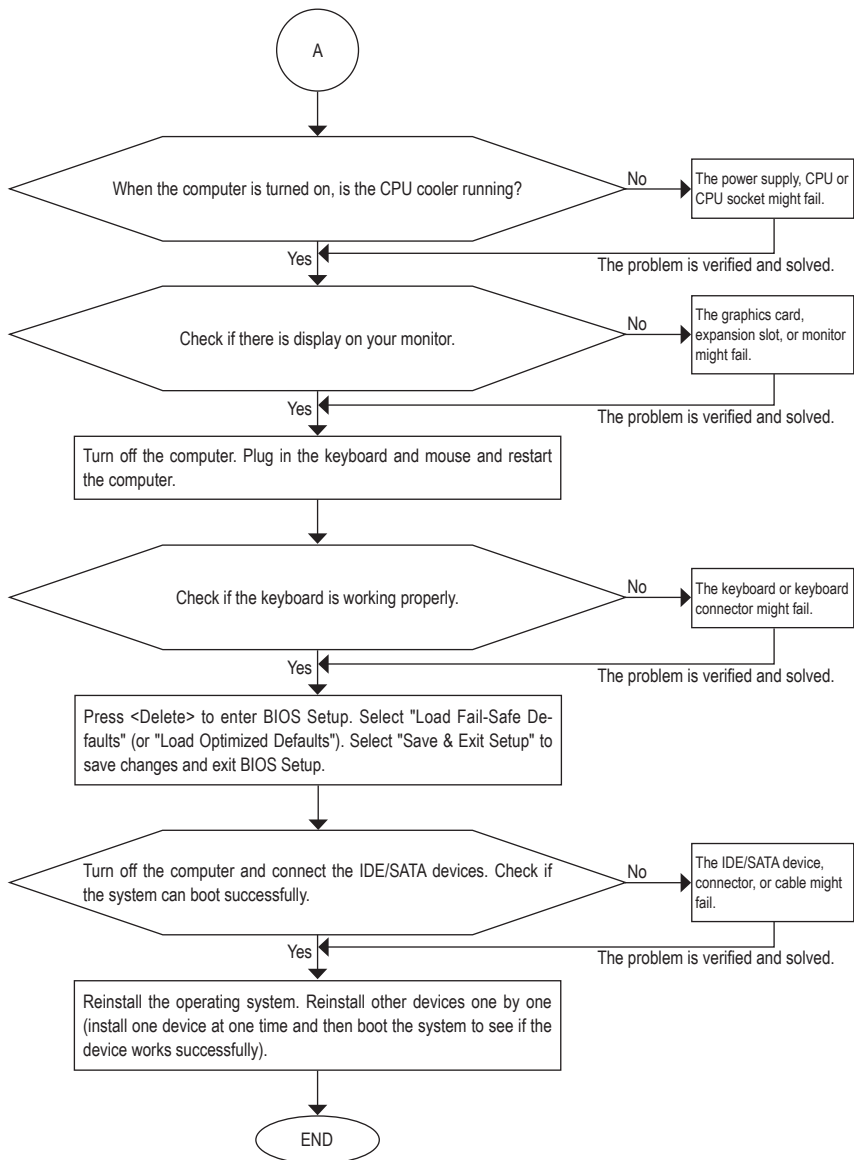 A
When the computer is turned on, is the CPU cooler running?
No
The power supply, CPU or
CPU socket might fail.
Yes
The problem is verified and solved.
Check if there is display on your monitor.
No
The graphics card,
expansion slot, or monitor
might fail.
Yes
The problem is verified and solved.
Turn off the computer. Plug in the keyboard and mouse and restart
the computer.
Check if the keyboard is working properly.
No
The keyboard or keyboard
connector might fail.
Yes
The problem is verified and solved.
Press <Delete> to enter BIOS Setup. Select "Load Fail-Safe De-
faults" (or "Load Optimized Defaults"). Select "Save & Exit Setup" to
save changes and exit BIOS Setup.
Turn off the computer and connect the IDE/SATA devices. Check if
the system can boot successfully.
No
The IDE/SATA device,
connector, or cable might
fail.
Yes
The problem is verified and solved.
Reinstall the operating system. Reinstall other devices one by one
(install one device at one time and then boot the system to see if the
device works successfully).
END